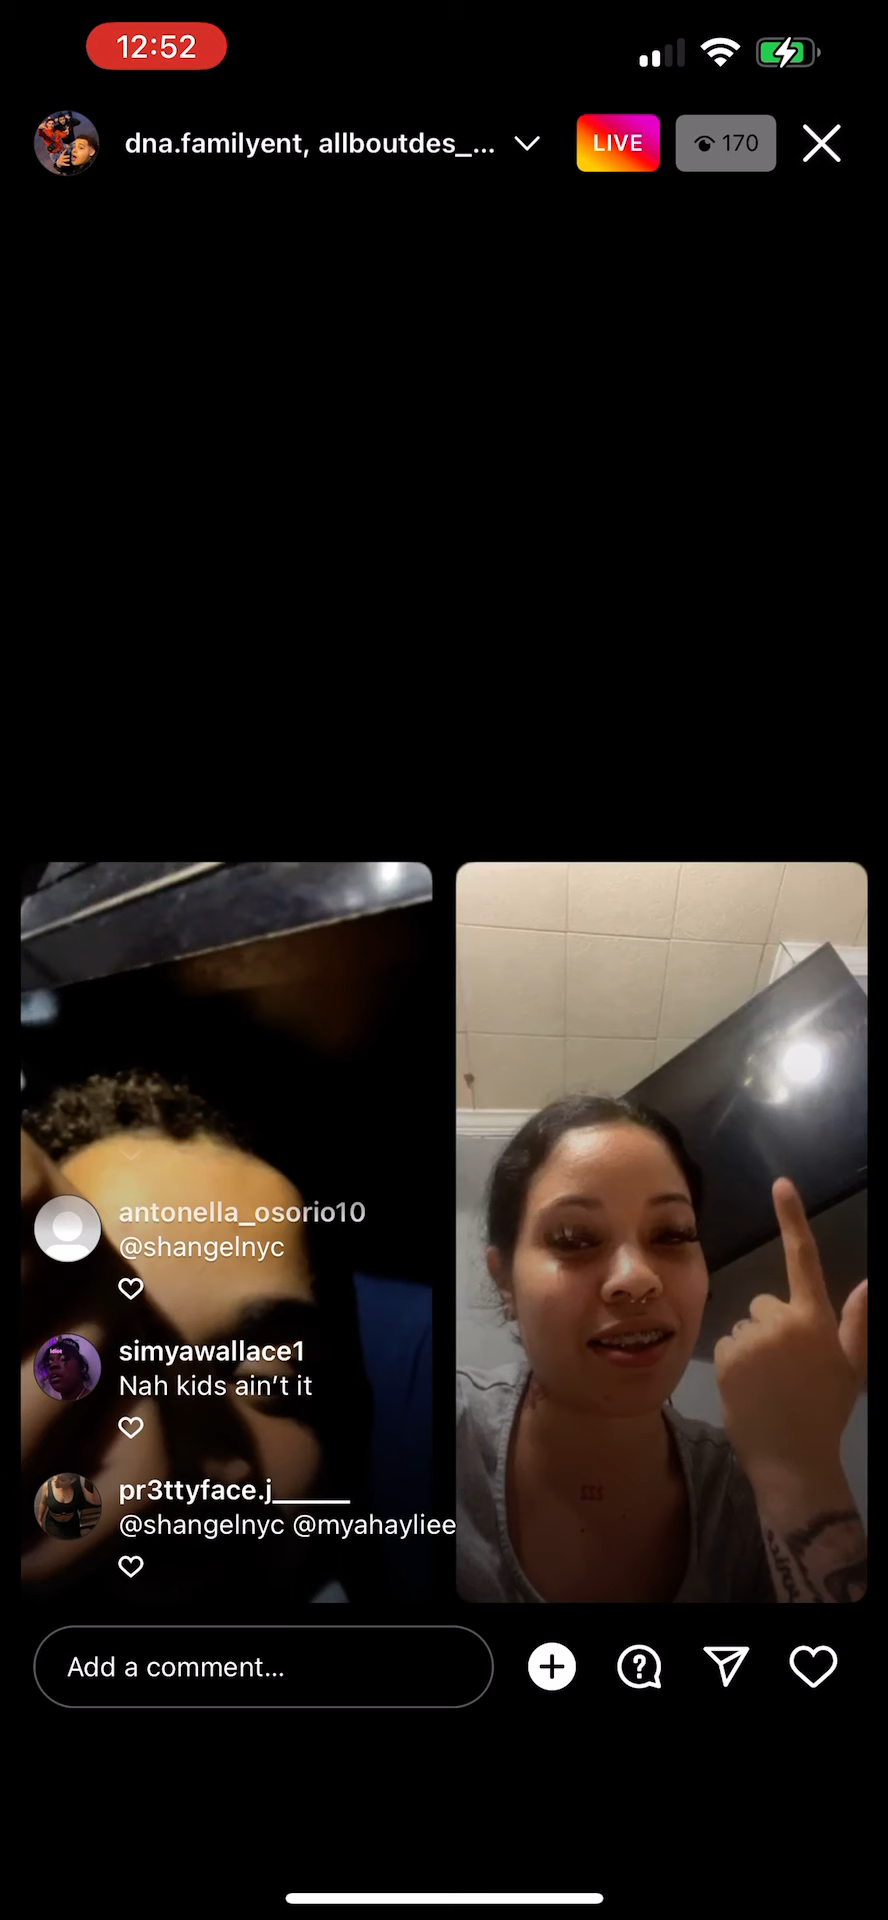 12:52
dna.familyent, allboutdes_...
LIVE
170
antonella_osorio10
@shangelnyc
simyawallace1
Nah kids ain’t it
pr3ttyface.j______
@shangelnyc @myahayliee
$$$
Add a comment...